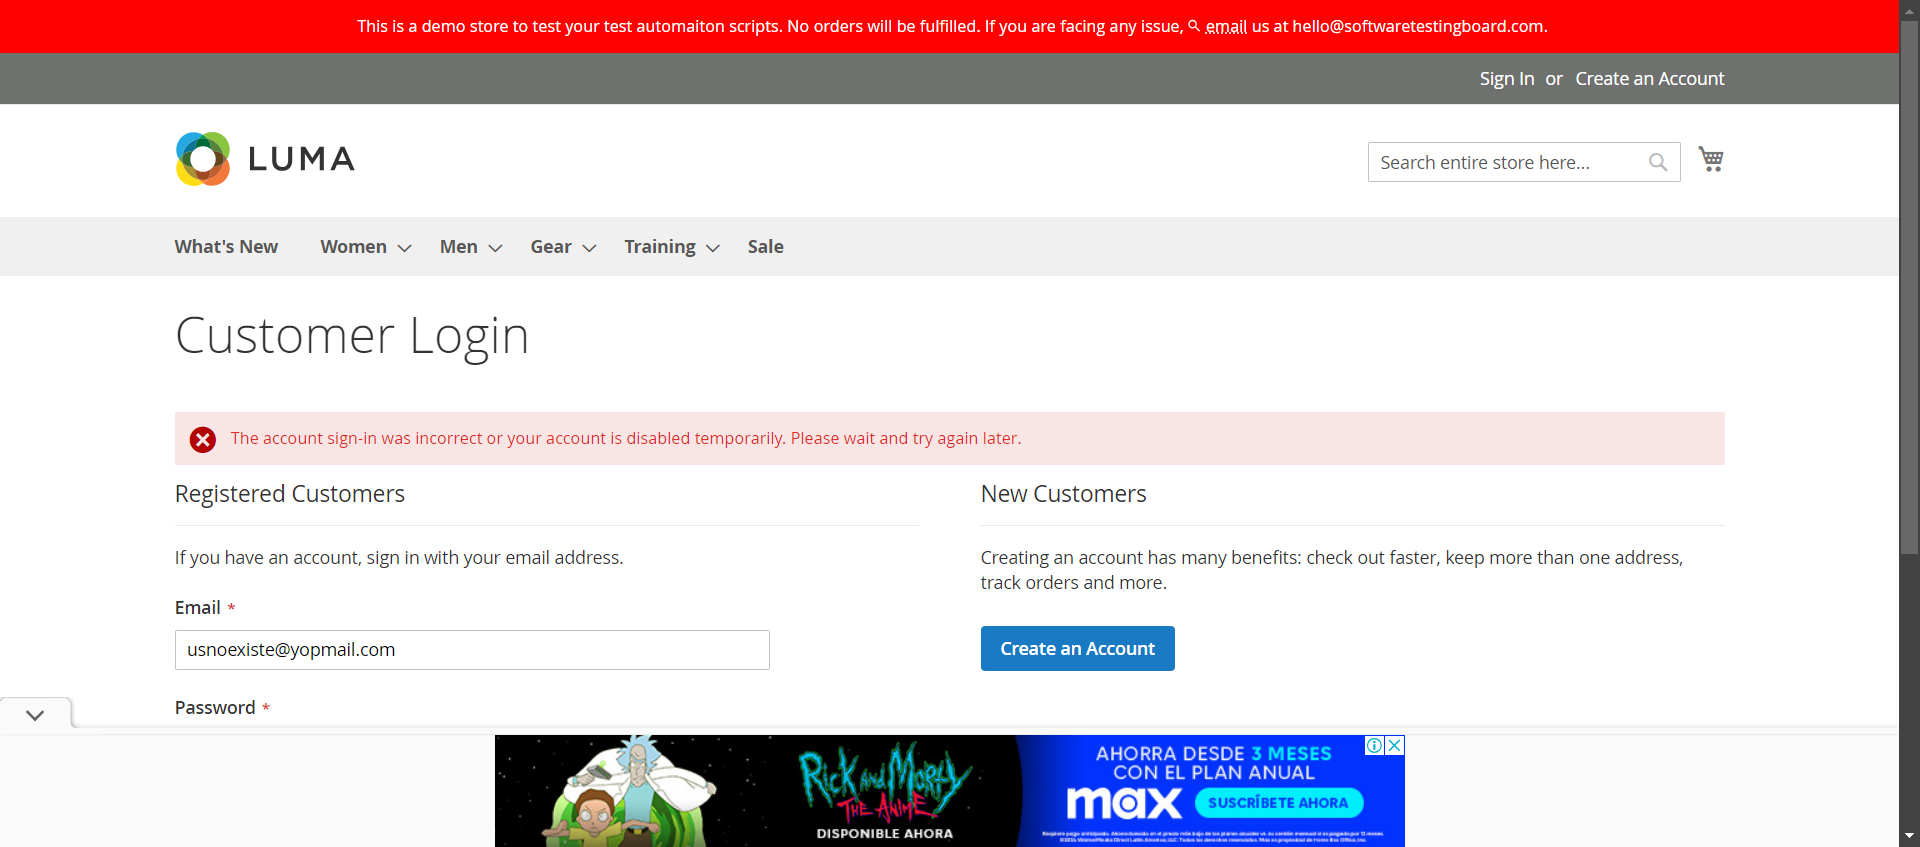 This is a demo store to test your test automaiton scripts. No orders will be fulfilled. If you are facing any issue, email us at hello@softwaretestingboard.com.
Sign In or Create an Account
LUMA
Search entire store here...
What's New Women Men Gear Training Sale
Customer Login
The account sign-in was incorrect or your account is disabled temporarily. Please wait and try again later.
Registered Customers
If you have an account, sign in with your email address.
Email *
usnoexiste@yopmail.com
Password *
New Customers
Creating an account has many benefits: check out faster, keep more than one address,
track orders and more.
Create an Account
RICK AND MORTY
THE ANIME
DISPONIBLE AHORA
AHORRA DESDE 3 MESES
CON EL PLAN ANUAL
max SUSCRÍBETE AHORA